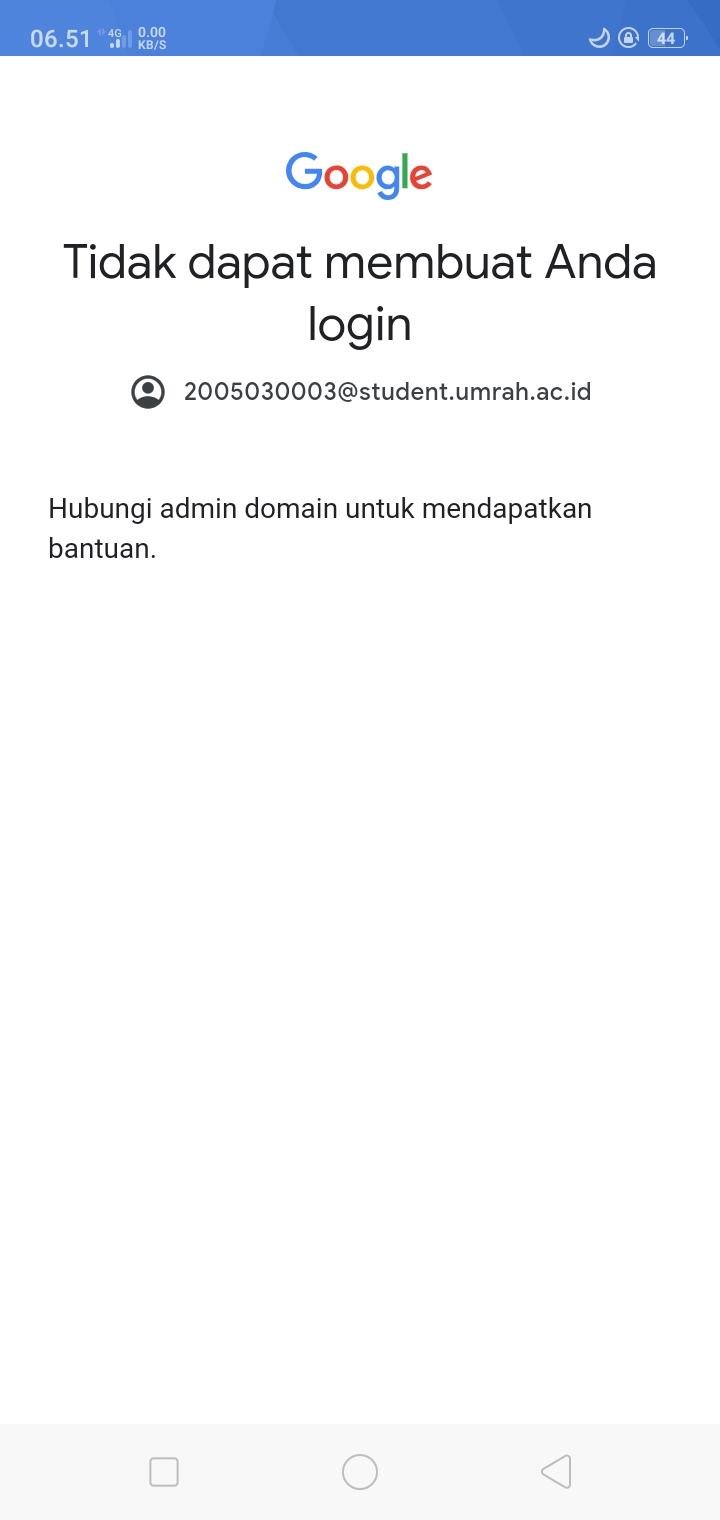 06.51 4G 0.00 KB/S 44
Google
Tidak dapat membuat Anda
login
2005030003@student.umrah.ac.id
Hubungi admin domain untuk mendapatkan
bantuan.